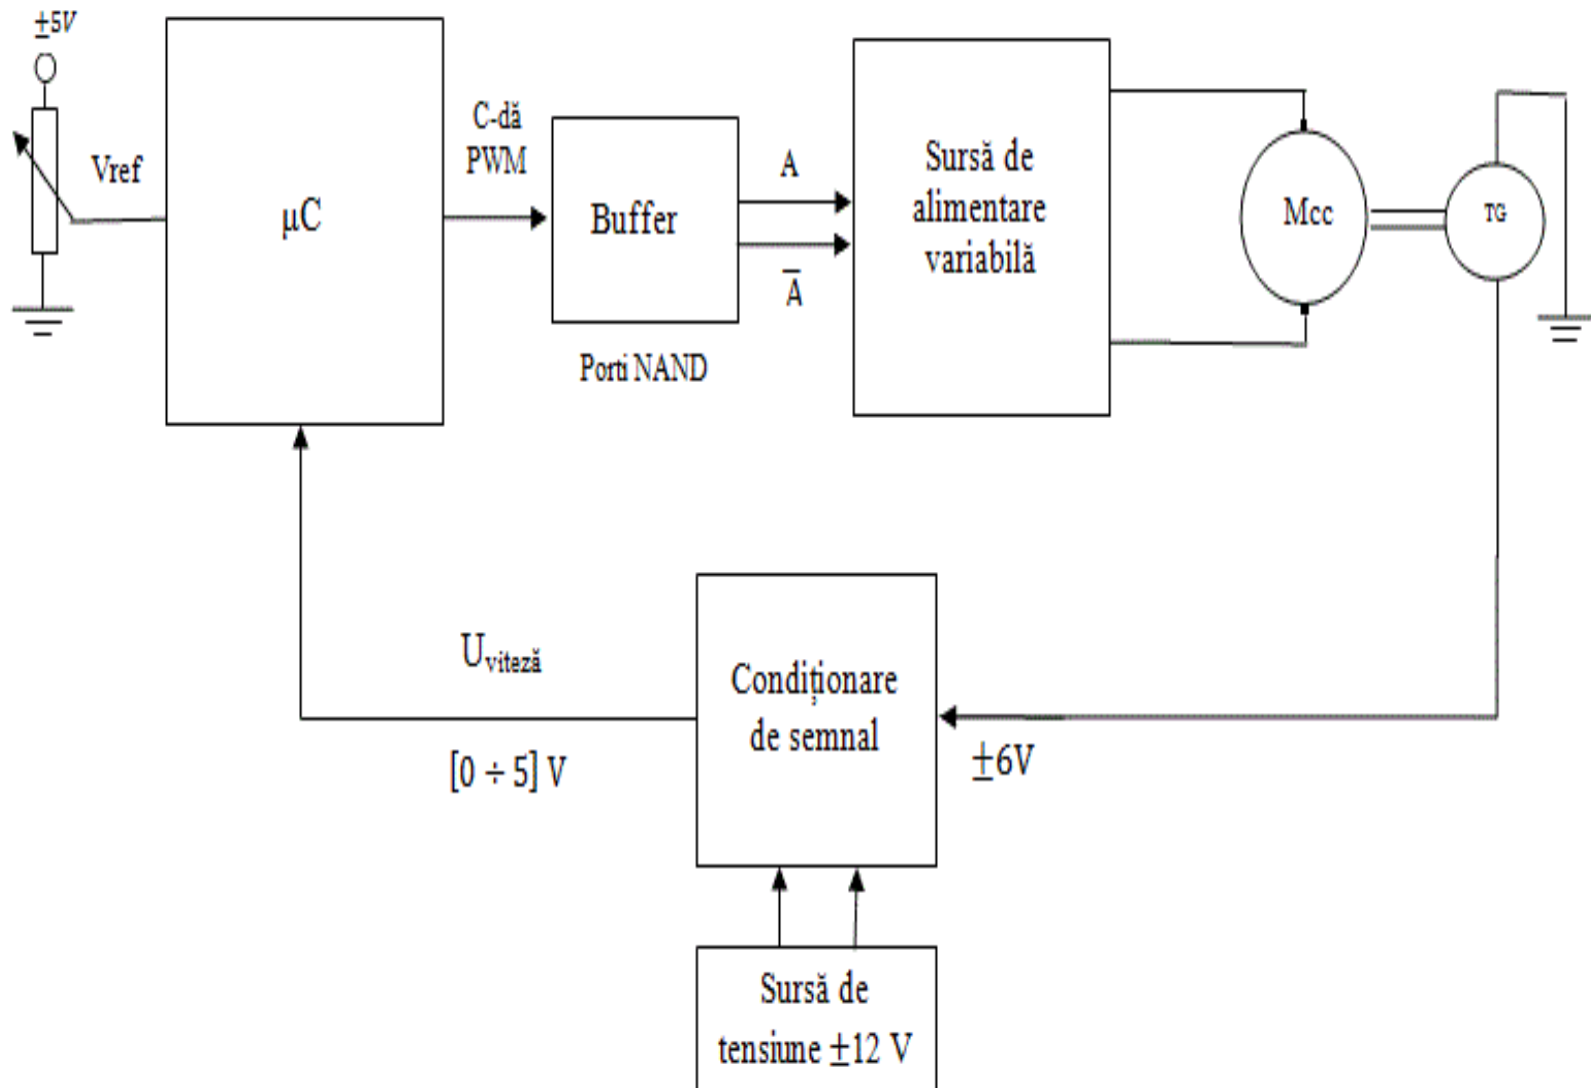 ±5V
Vref
μC
C-dă
PWM
Buffer
Porti NAND
A
A̅
Sursă de
alimentare
variabilă
Mcc
TG
Uviteză
[0 ÷ 5] V
Condiționare
de semnal
±6V
Sursă de
tensiune ±12 V